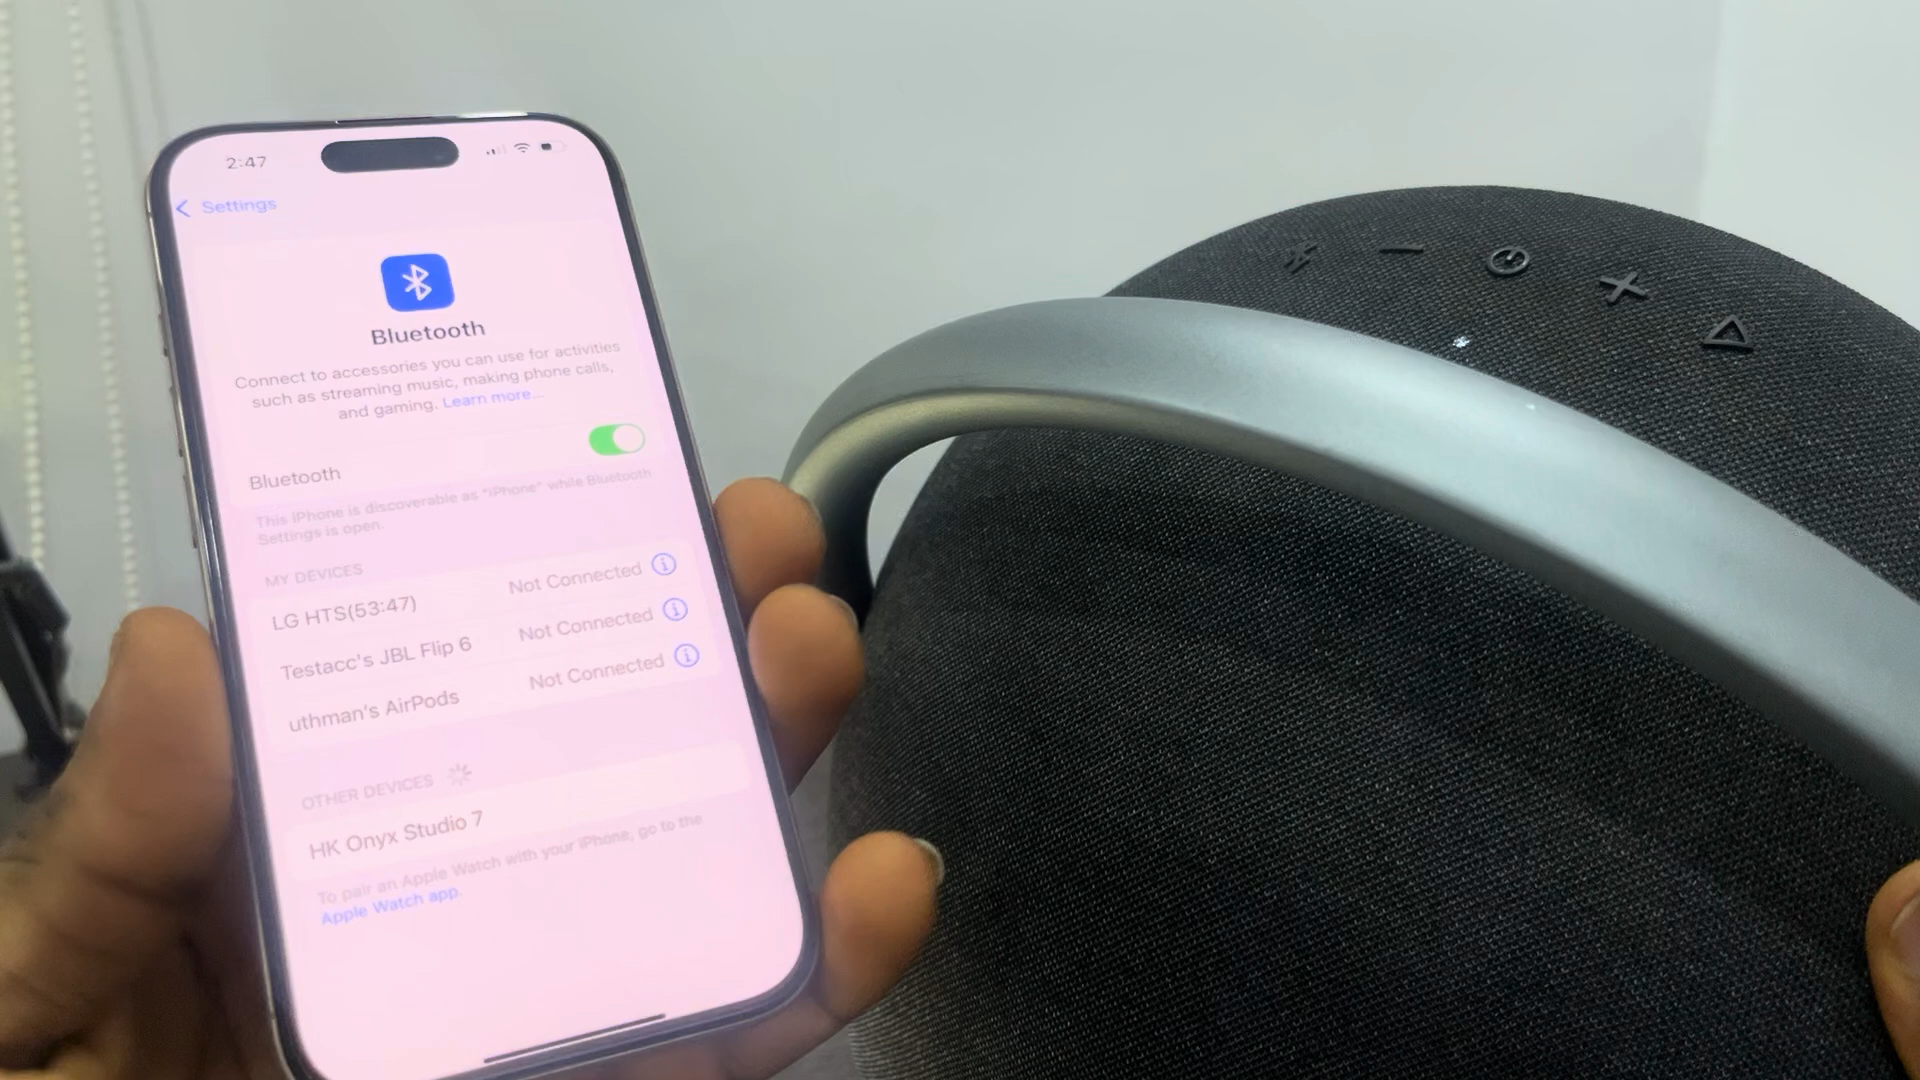 2:47
Settings
Bluetooth
Connect to accessories you can use for activities
such as streaming music, making phone calls,
and gaming. Learn more...
Bluetooth
This iPhone is discoverable as "iPhone" while Bluetooth
Settings is open.
MY DEVICES
LG HTS(53:47) Not Connected
Testacc's JBL Flip 6 Not Connected
uthman's AirPods Not Connected
OTHER DEVICES
HK Onyx Studio 7
To pair an Apple Watch with your iPhone, go to the
Apple Watch app.